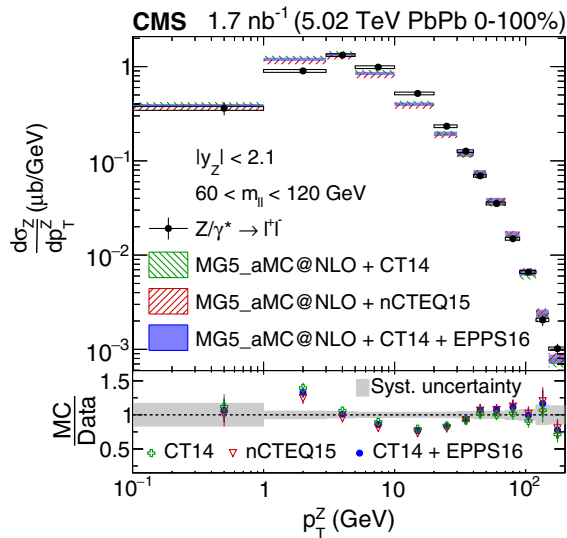 CMS 1.7 nb⁻¹ (5.02 TeV PbPb 0-100%)
dσ_Z/dp_T^Z (μb/GeV)
1
10⁻¹
10⁻²
10⁻³
|y_Z| < 2.1
60 < m_ll < 120 GeV
Z/γ* → l⁺l⁻
MG5_aMC@NLO + CT14
MG5_aMC@NLO + nCTEQ15
MG5_aMC@NLO + CT14 + EPPS16
MC/Data
1.5
1.25
1
0.75
Syst. uncertainty
CT14 nCTEQ15 CT14 + EPPS16
10⁻¹ 1 10 10²
p_T^Z (GeV)